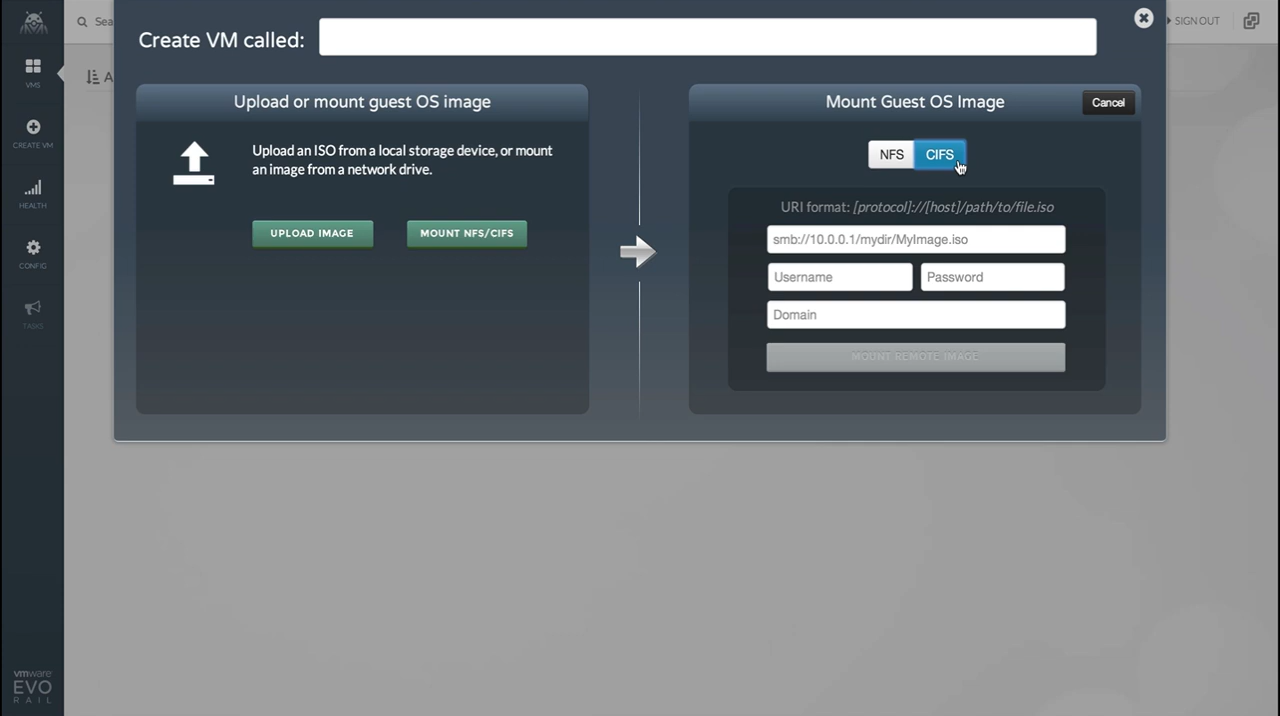 Create VM called:
Sea
SIGN OUT
VMS
A
CREATE VM
HEALTH
CONFIG
TASKS
Upload or mount guest OS image
Upload an ISO from a local storage device, or mount
an image from a network drive.
UPLOAD IMAGE
MOUNT NFS/CIFS
Mount Guest OS Image
Cancel
NFS
CIFS
URI format: [protocol]://[host]/path/to/file.iso
smb://10.0.0.1/mydir/MyImage.iso
Username
Password
Domain
MOUNT REMOTE IMAGE
vmware
EVO
RAIL